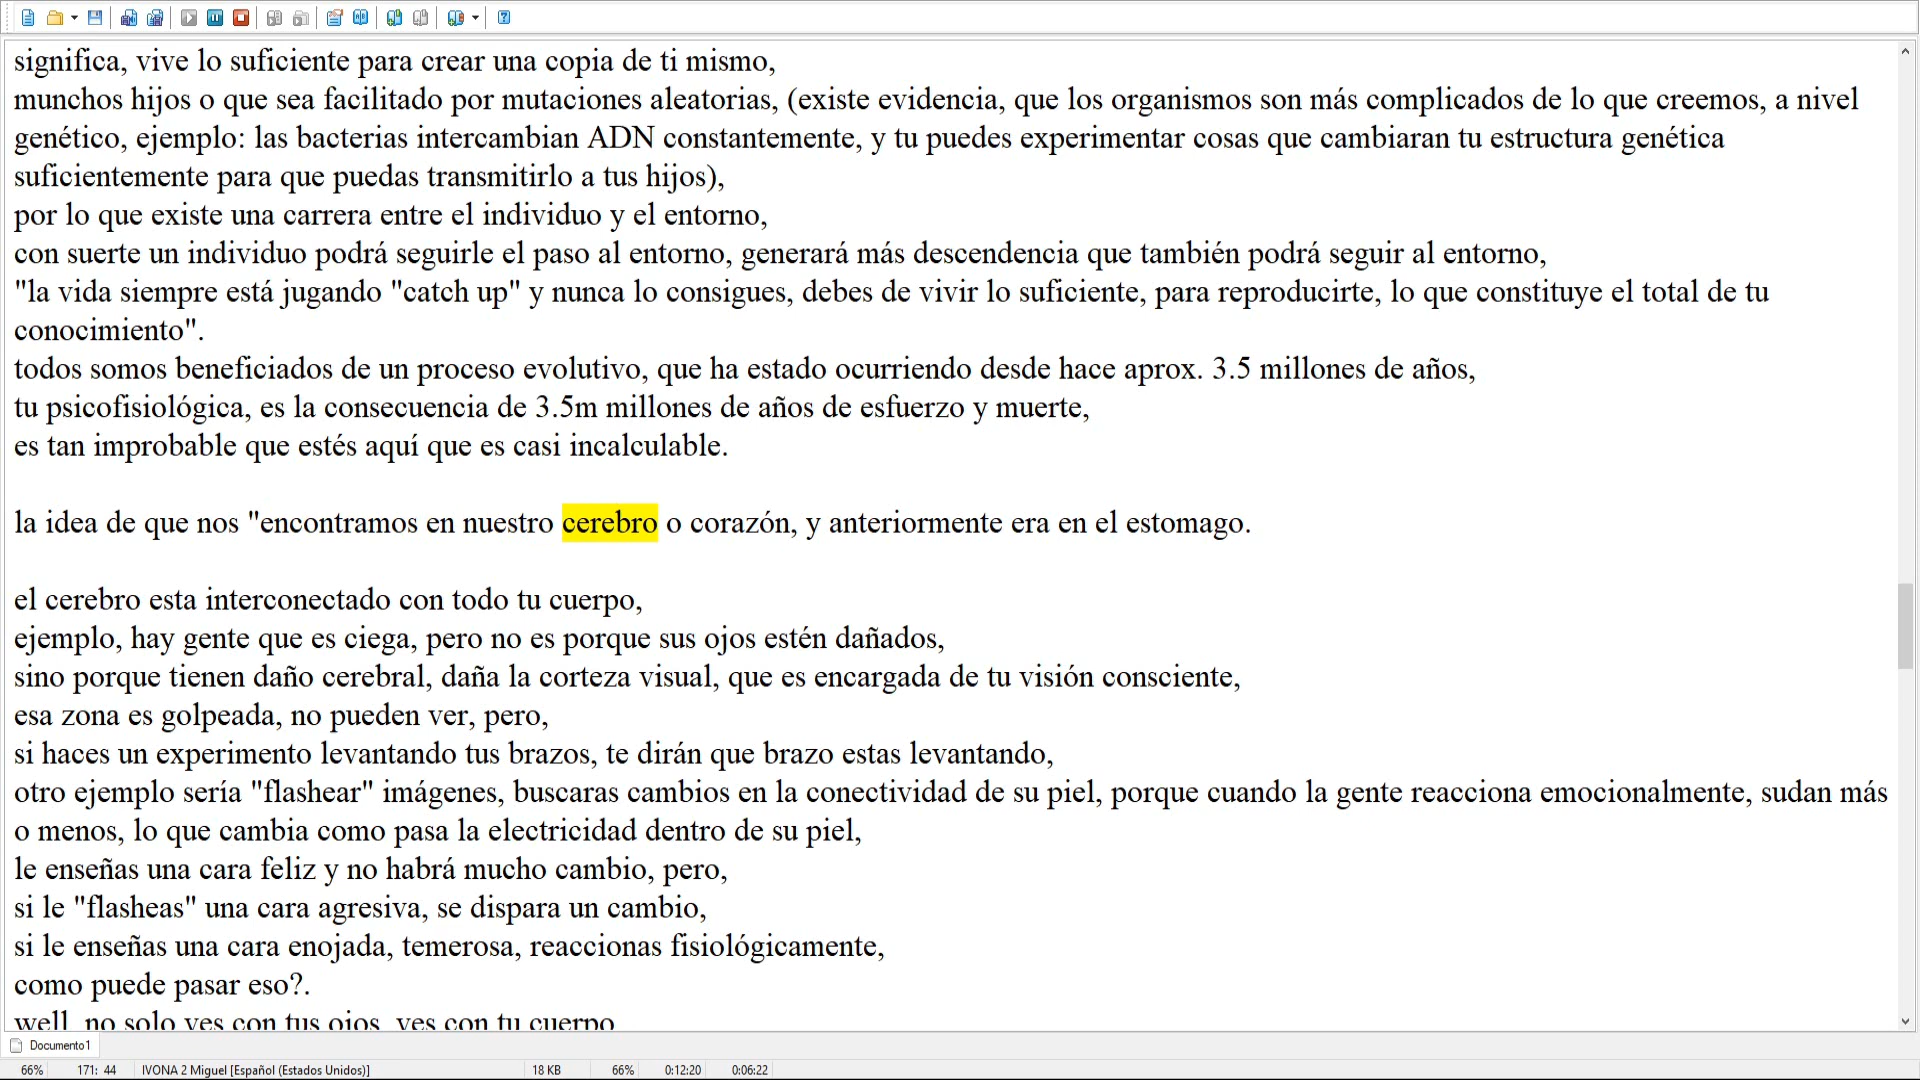 significa, vive lo suficiente para crear una copia de ti mismo,
munchos hijos o que sea facilitado por mutaciones aleatorias, (existe evidencia, que los organismos son más complicados de lo que creemos, a nivel
genético, ejemplo: las bacterias intercambian ADN constantemente, y tu puedes experimentar cosas que cambiaran tu estructura genética
suficientemente para que puedas transmitirlo a tus hijos),
por lo que existe una carrera entre el individuo y el entorno,
con suerte un individuo podrá seguirle el paso al entorno, generará más descendencia que también podrá seguir al entorno,
"la vida siempre está jugando "catch up" y nunca lo consigues, debes de vivir lo suficiente, para reproducirte, lo que constituye el total de tu
conocimiento".
todos somos beneficiados de un proceso evolutivo, que ha estado ocurriendo desde hace aprox. 3.5 millones de años,
tu psicofisiológica, es la consecuencia de 3.5m millones de años de esfuerzo y muerte,
es tan improbable que estés aquí que es casi incalculable.
la idea de que nos "encontramos en nuestro cerebro o corazón, y anteriormente era en el estomago.
el cerebro esta interconectado con todo tu cuerpo,
ejemplo, hay gente que es ciega, pero no es porque sus ojos estén dañados,
sino porque tienen daño cerebral, daña la corteza visual, que es encargada de tu visión consciente,
esa zona es golpeada, no pueden ver, pero,
si haces un experimento levantando tus brazos, te dirán que brazo estas levantando,
otro ejemplo sería "flashear" imágenes, buscaras cambios en la conectividad de su piel, porque cuando la gente reacciona emocionalmente, sudan más
o menos, lo que cambia como pasa la electricidad dentro de su piel,
le enseñas una cara feliz y no habrá mucho cambio, pero,
si le "flasheas" una cara agresiva, se dispara un cambio,
si le enseñas una cara enojada, temerosa, reaccionas fisiológicamente,
como puede pasar eso?.
well, no solo ves con tus ojos, ves con tu cuerpo
Documento1
66% 171: 44 IVONA 2 Miguel [Español (Estados Unidos)] 18 KB 66% 0:12:20 0:06:22